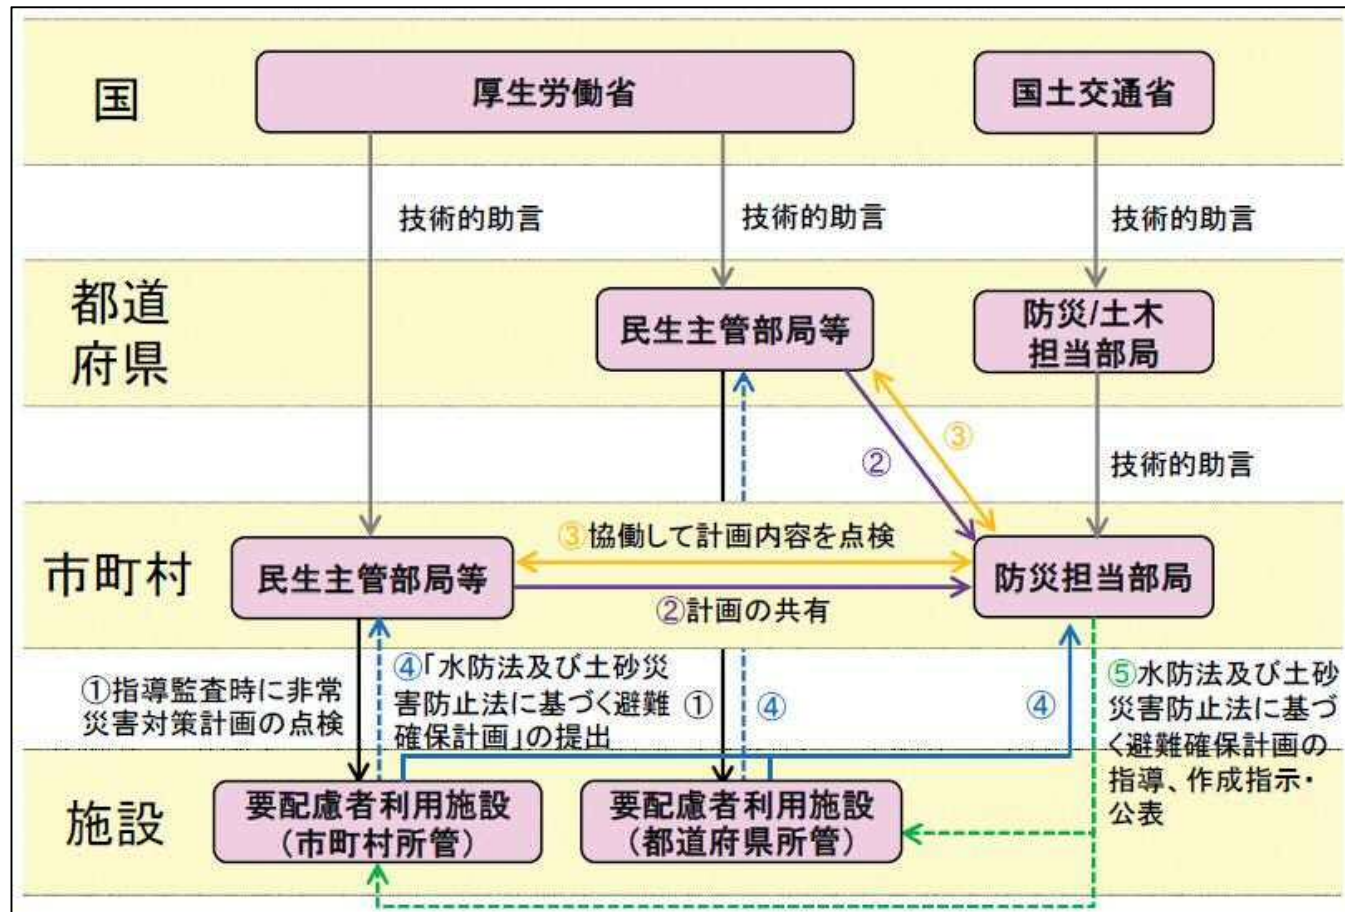 国
厚生労働省
国土交通省
技術的助言
技術的助言
技術的助言
都道
府県
民生主管部局等
防災/土木
担当部局
③
②
技術的助言
市町村
民生主管部局等
③協働して計画内容を点検
②計画の共有
防災担当部局
①指導監査時に非常
災害対策計画の点検
④「水防法及び土砂災
害防止法に基づく避難
確保計画」の提出
①
④
④
⑤水防法及び土砂
災害防止法に基づ
く避難確保計画の
指導、作成指示・
公表
施設
要配慮者利用施設
(市町村所管)
要配慮者利用施設
(都道府県所管)